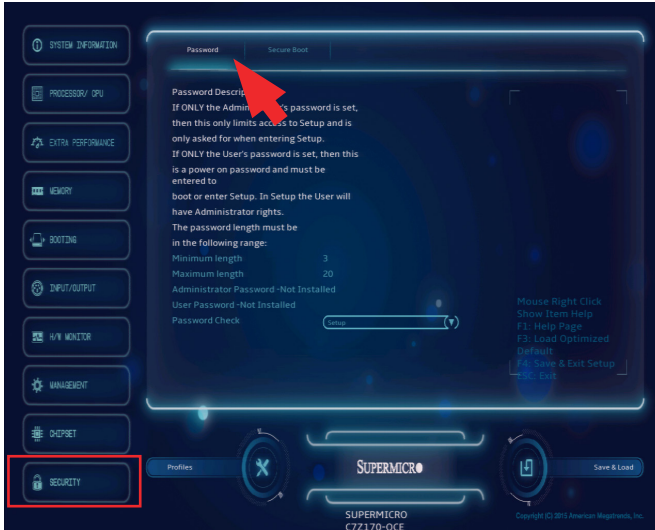 SYSTEM INFORMATION
PROCESSOR/ CPU
EXTRA PERFORMANCE
MEMORY
BOOTING
INPUT/OUTPUT
H/W MONITOR
MANAGEMENT
CHIPSET
SECURITY
Password
Secure Boot
Password
If ONLY the
password is set,
then this only limits access to Setup and is
only asked for when entering Setup.
If ONLY the User's password is set, then this
is a power on password and must be
entered to
boot or enter Setup. In Setup the User will
have Administrator rights.
The password length must be
in the following range:
Minimum length 3
Maximum length 20
Administrator Password -Not Installed
User Password -Not Installed
Password Check Setup
Mouse Right Click
Show Item Help
F1: Help Page
F3: Load Optimized
Default
F4: Save & Exit Setup
ESC: Exit
Profiles
SUPERMICRO
Save & Load
SUPERMICRO
C7Z170-OCE
Copyright (C) 2015 American Megatrends, Inc.